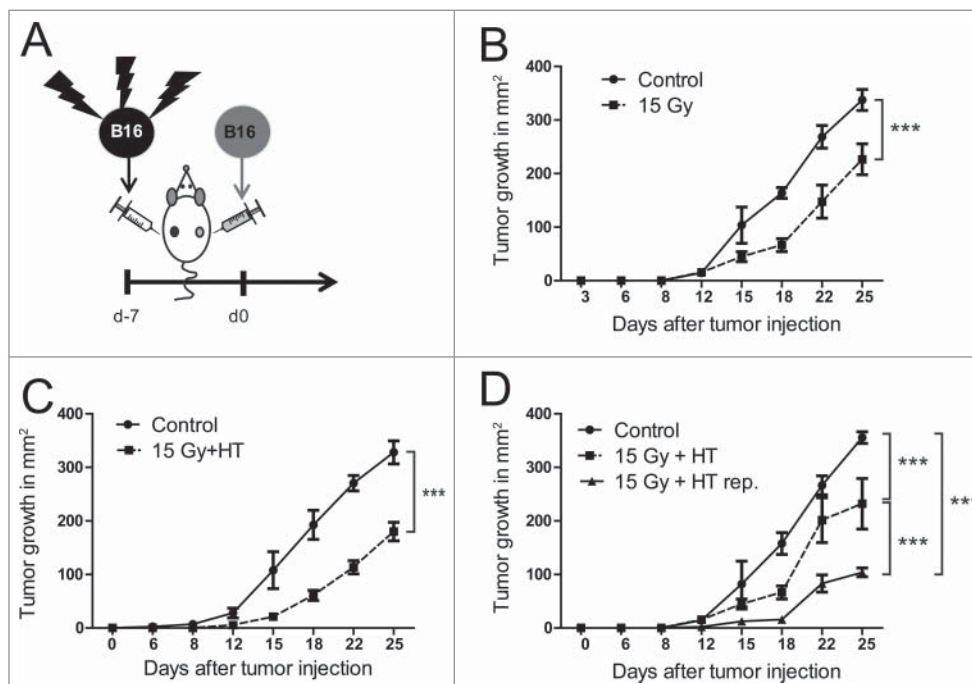 A
B16
B16
d-7
d0
B
Tumor growth in mm²
400
300
200
100
0
Control
15 Gy
***
3 6 8 12 15 18 22 25
Days after tumor injection
C
Tumor growth in mm²
400
300
200
100
0
Control
15 Gy+HT
***
0 6 8 12 15 18 22 25
Days after tumor injection
D
Tumor growth in mm²
400
300
200
100
0
Control
15 Gy + HT
15 Gy + HT rep.
***
***
***
0 6 8 12 15 18 22 25
Days after tumor injection